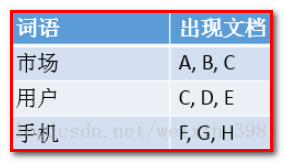 词语 出现文档
市场 A, B, C
用户 C, D, E
手机 F, G, H